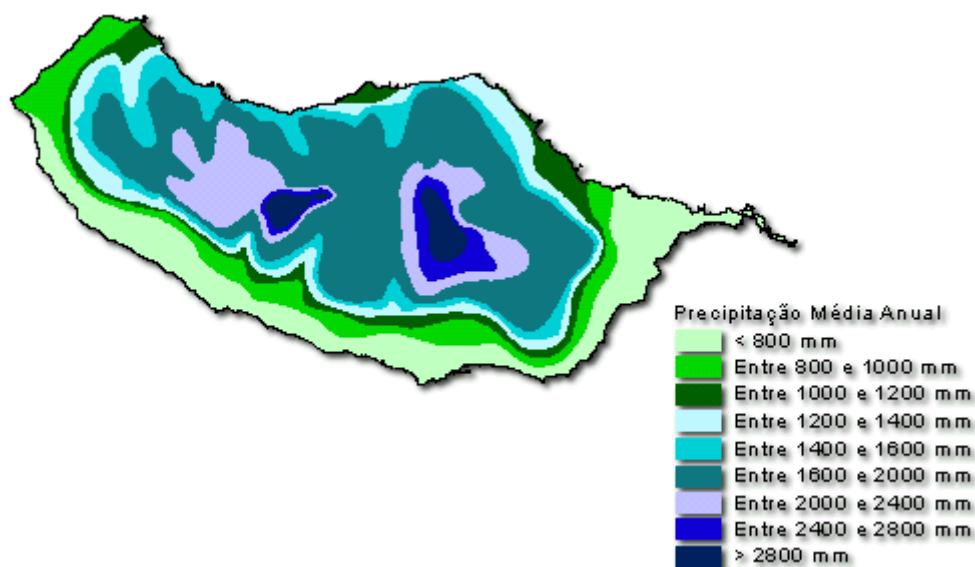 Precipitação Média Anual
< 800 mm
Entre 800 e 1000 mm
Entre 1000 e 1200 mm
Entre 1200 e 1400 mm
Entre 1400 e 1600 mm
Entre 1600 e 2000 mm
Entre 2000 e 2400 mm
Entre 2400 e 2800 mm
> 2800 mm